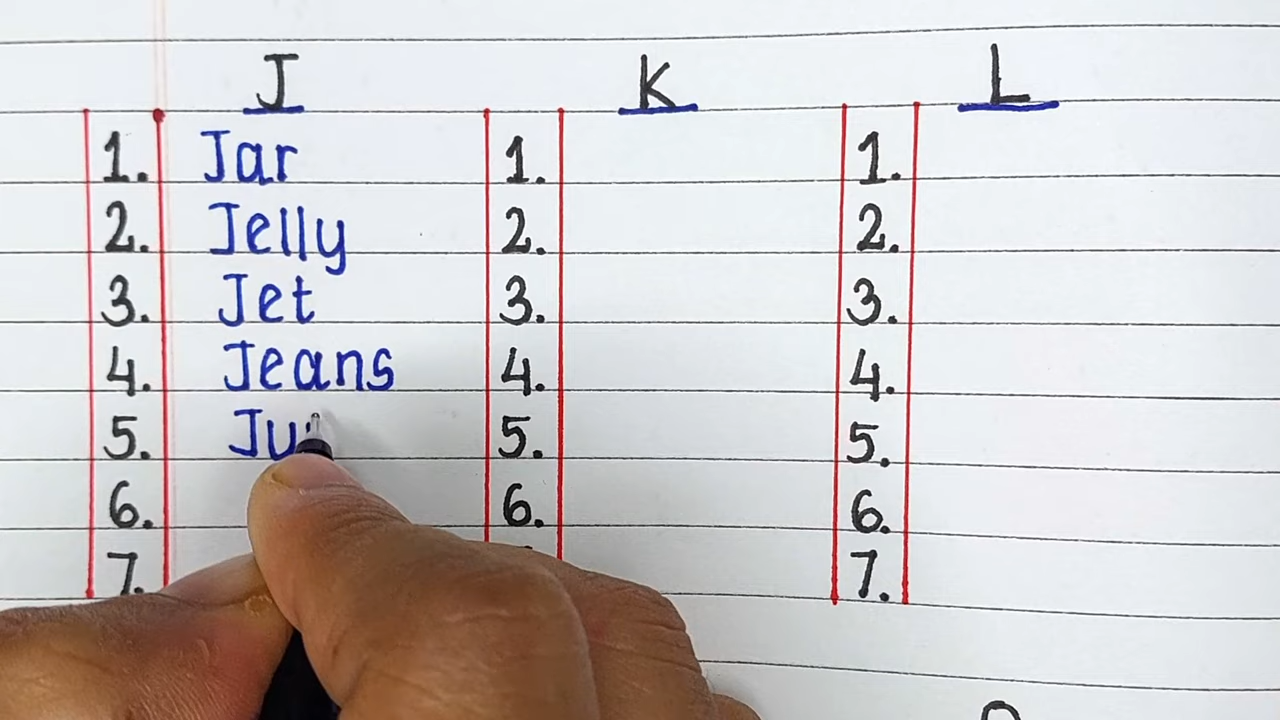 J K L
1. Jar 1. 1.
2. Jelly 2. 2.
3. Jet 3. 3.
4. Jeans 4. 4.
5. Ju 5. 5.
6. 6. 6.
7. 7.